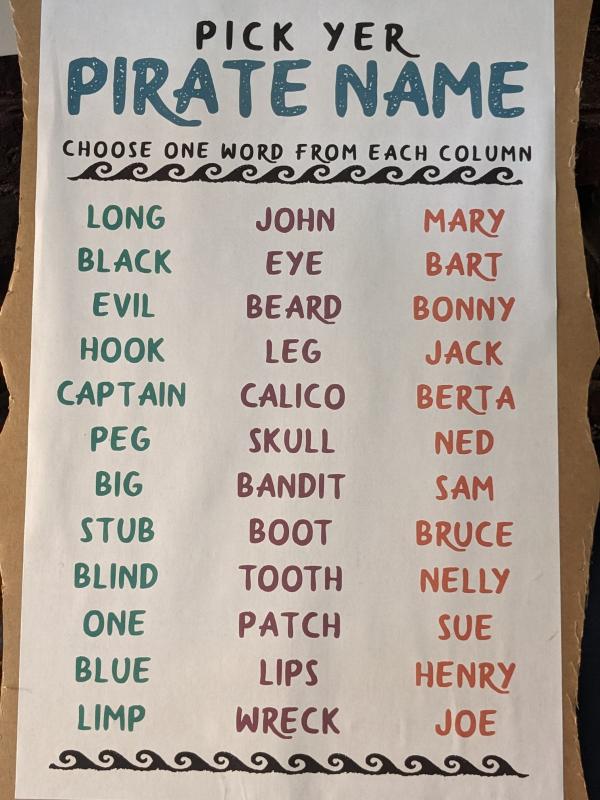 PICK YER
PIRATE NAME
CHOOSE ONE WORD FROM EACH COLUMN
LONG JOHN MARY
BLACK EYE BART
EVIL BEARD BONNY
HOOK LEG JACK
CAPTAIN CALICO BERTA
PEG SKULL NED
BIG BANDIT SAM
STUB BOOT BRUCE
BLIND TOOTH NELLY
ONE PATCH SUE
BLUE LIPS HENRY
LIMP WRECK JOE